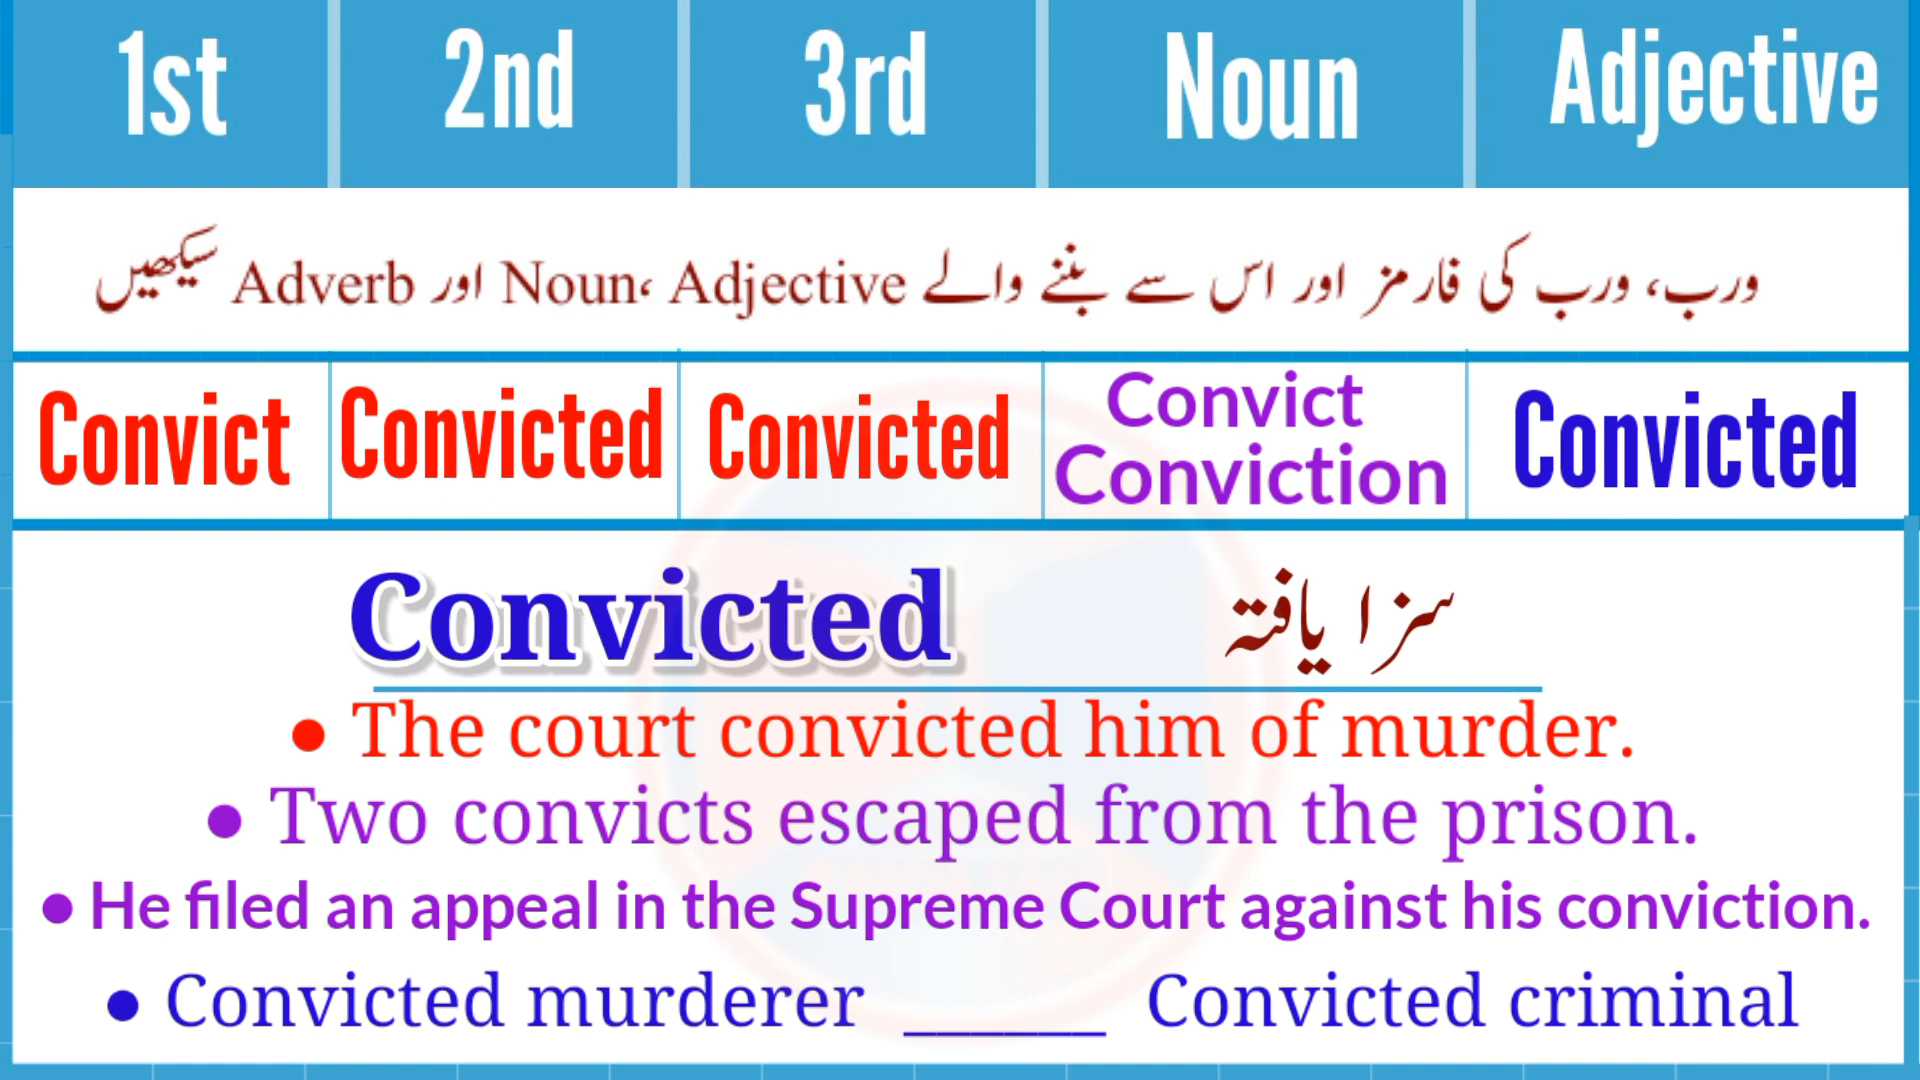 1st 2nd 3rd Noun Adjective
ورب، ورب کی فارمز اور اس سے بننے والے Noun، Adjective اور Adverb سیکھیں
Convict Convicted Convicted Convict Convicted
Conviction
Convicted سزا یافتہ
• The court convicted him of murder.
• Two convicts escaped from the prison.
• He filed an appeal in the Supreme Court against his conviction.
• Convicted murderer ______ Convicted criminal